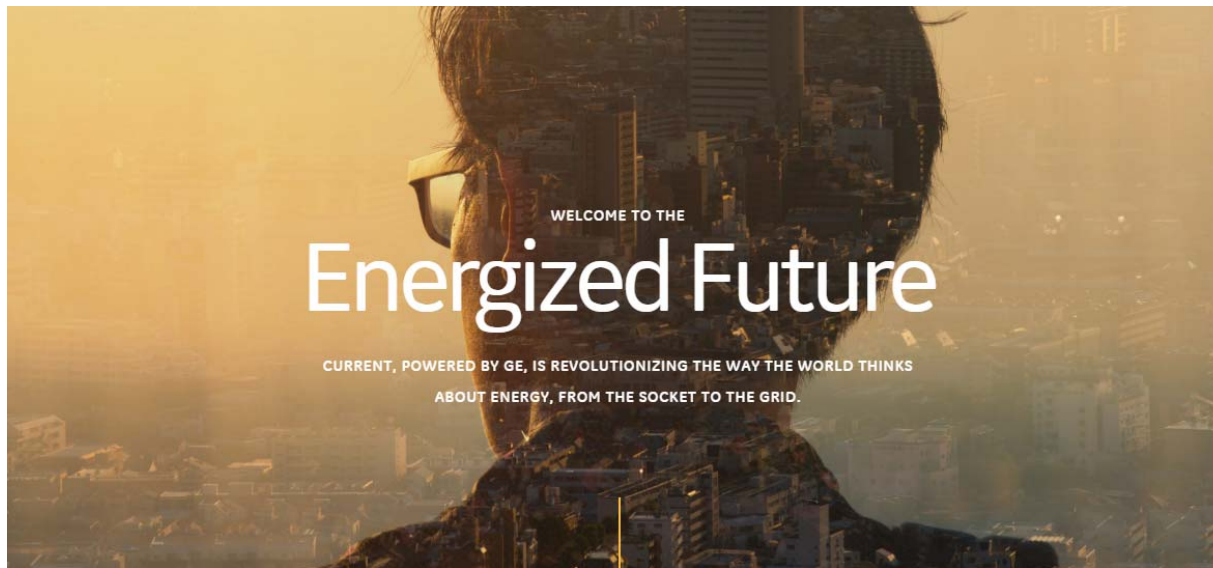 WELCOME TO THE
Energized Future
CURRENT, POWERED BY GE, IS REVOLUTIONIZING THE WAY THE WORLD THINKS
ABOUT ENERGY, FROM THE SOCKET TO THE GRID.